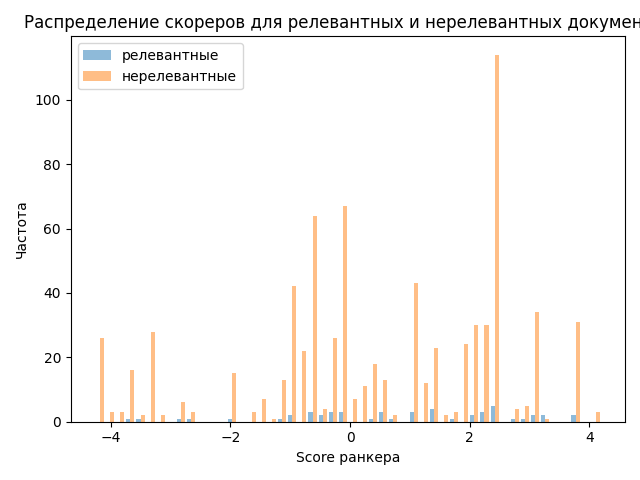 Распределение скореров для релевантных и нерелевантных докумен
релевантные
нерелевантные
Частота
100
80
60
40
20
0
−4
−2
0
2
4
Score ранкера